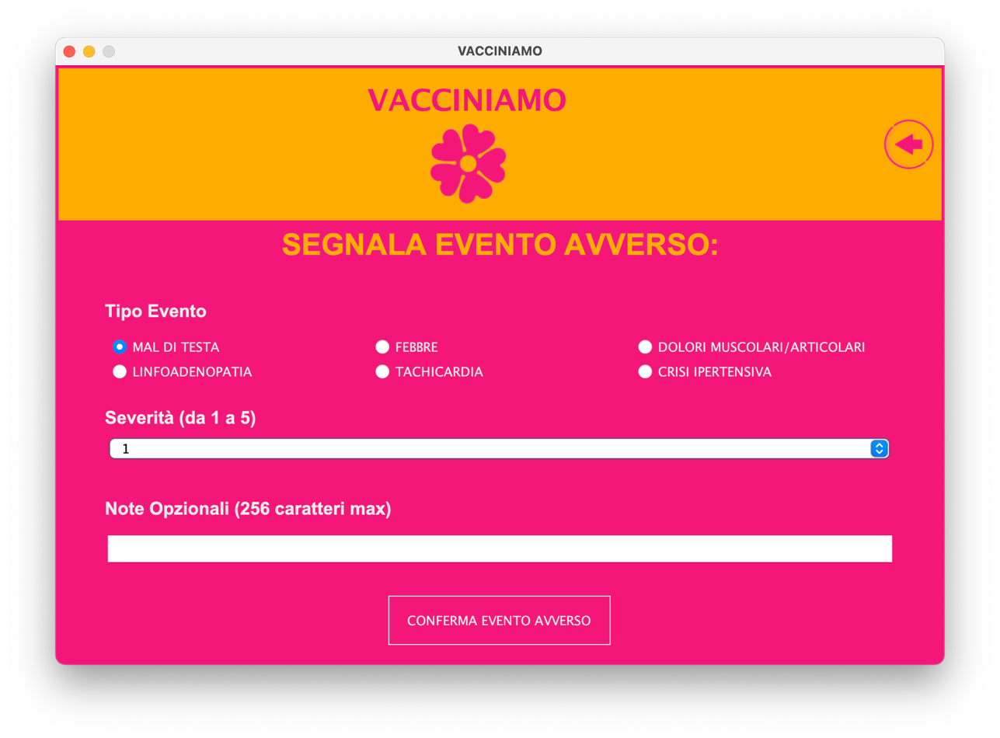 VACCINIAMO
VACCINIAMO
SEGNALA EVENTO AVVERSO:
Tipo Evento
MAL DI TESTA FEBBRE DOLORI MUSCOLARI/ARTICOLARI
LINFOADENOPATIA TACHICARDIA CRISI IPERTENSIVA
Severità (da 1 a 5)
1
Note Opzionali (256 caratteri max)
CONFERMA EVENTO AVVERSO